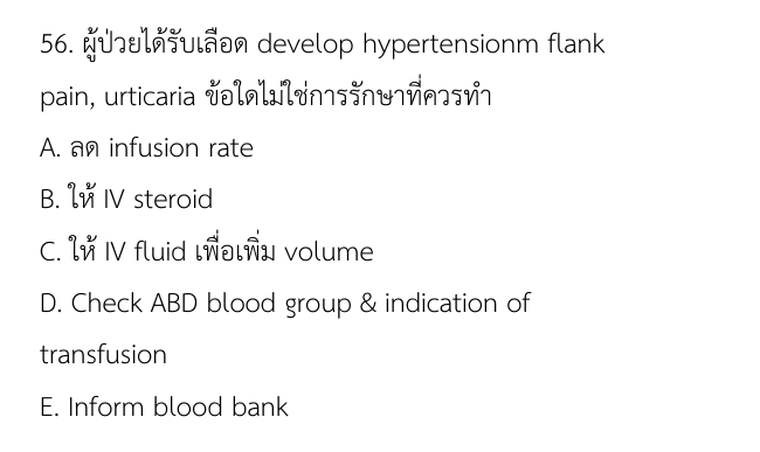 56. ผู้ป่วยได้รับเลือด develop hypertensionm flank
pain, urticaria ข้อใดไม่ใช่การรักษาที่ควรทำ
A. ลด infusion rate
B. ให้ IV steroid
C. ให้ IV fluid เพื่อเพิ่ม volume
D. Check ABD blood group & indication of
transfusion
E. Inform blood bank